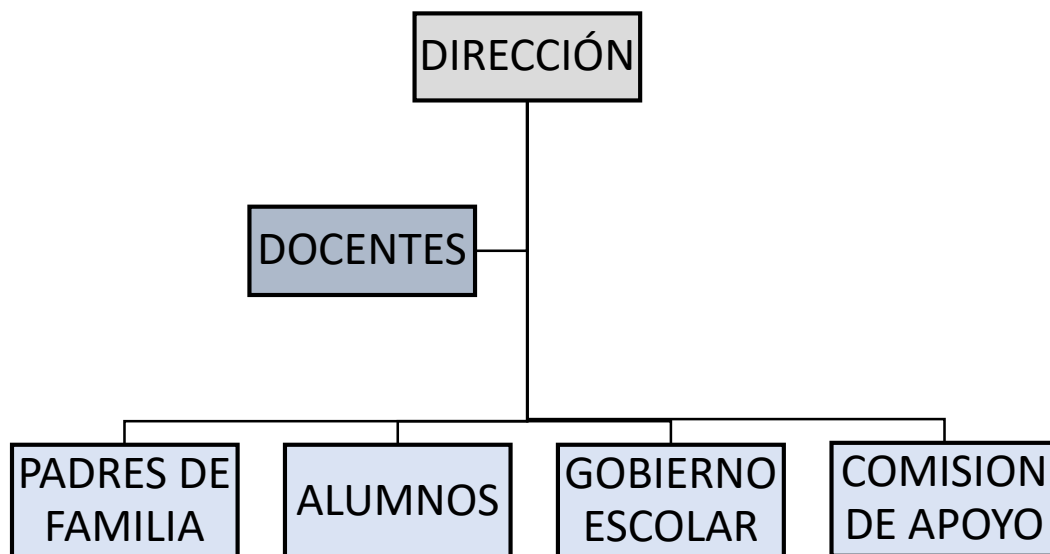 DIRECCIÓN
DOCENTES
PADRES DE
FAMILIA
ALUMNOS
GOBIERNO
ESCOLAR
COMISION
DE APOYO